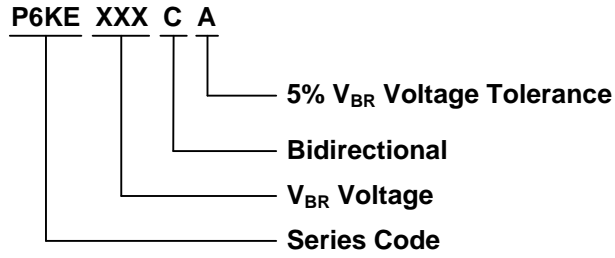 P6KE XXX C A
5% VBR Voltage Tolerance
Bidirectional
VBR Voltage
Series Code